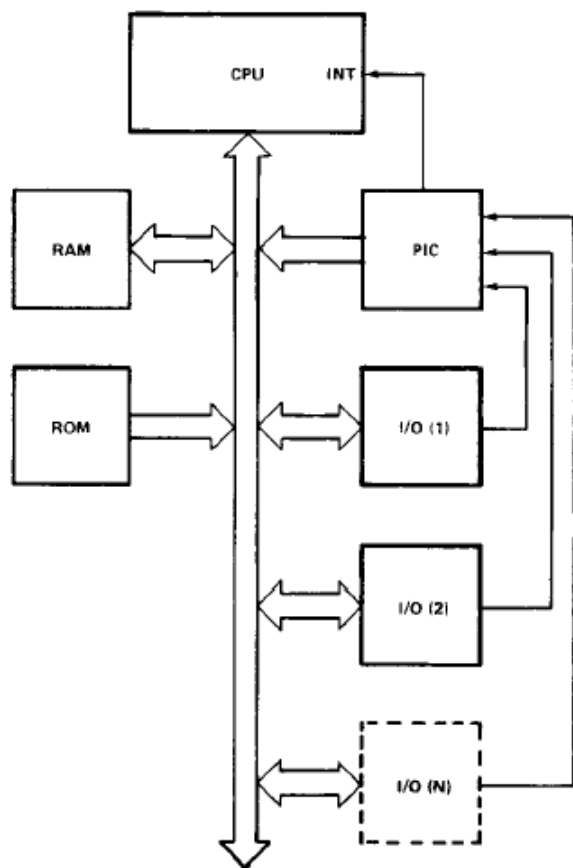 CPU INT
RAM
PIC
ROM
I/O (1)
I/O (2)
I/O (N)